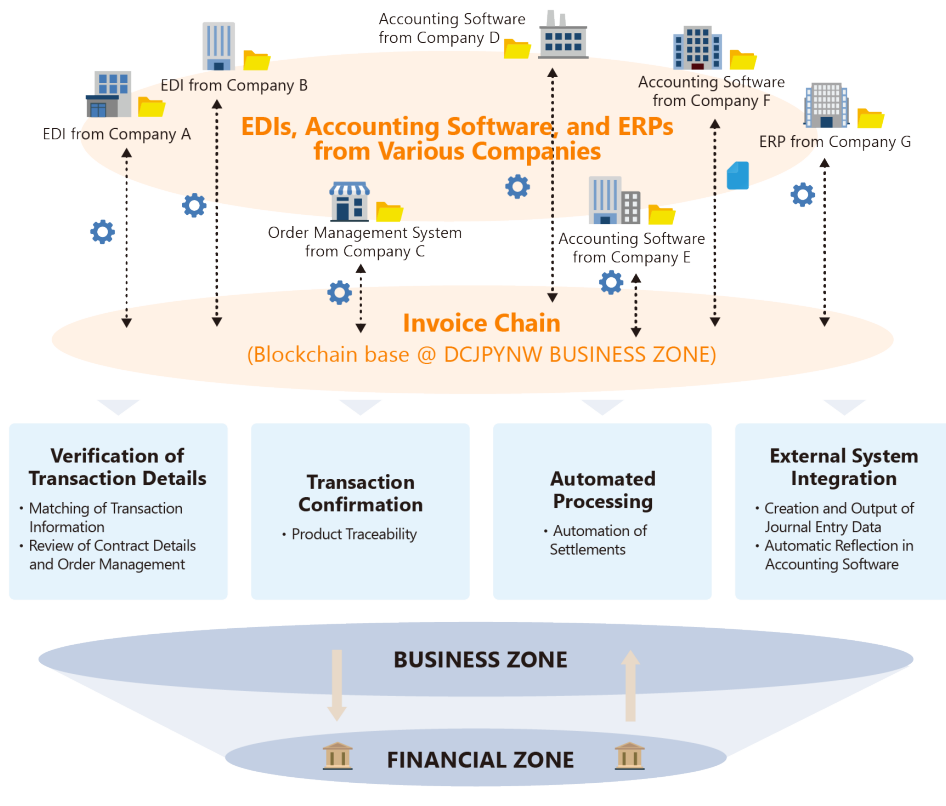 Accounting Software
from Company D
EDI from Company B
Accounting Software
from Company F
EDI from Company A
ERP from Company G
EDIs, Accounting Software, and ERPs
from Various Companies
Order Management System
from Company C
Accounting Software
from Company E
Invoice Chain
(Blockchain base @ DCJPYNW BUSINESS ZONE)
Verification of
Transaction Details
・Matching of Transaction
Information
・Review of Contract Details
and Order Management
Transaction
Confirmation
・Product Traceability
Automated
Processing
・Automation of
Settlements
External System
Integration
・Creation and Output of
Journal Entry Data
・Automatic Reflection in
Accounting Software
BUSINESS ZONE
FINANCIAL ZONE